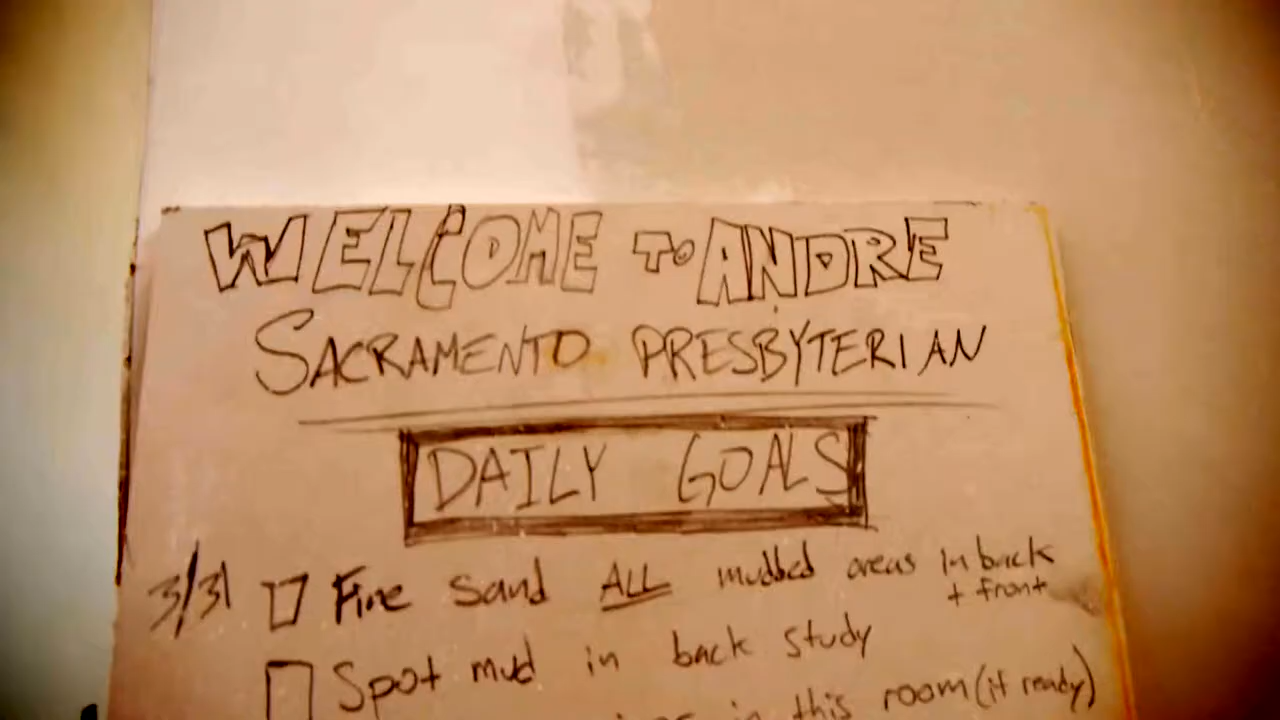 WELCOME TO ANDRE
SACRAMENTO PRESBYTERIAN
DAILY GOALS
3/31 Fine sand ALL mudded areas in back
+ front
Spot mud in back study
in this room (if ready)